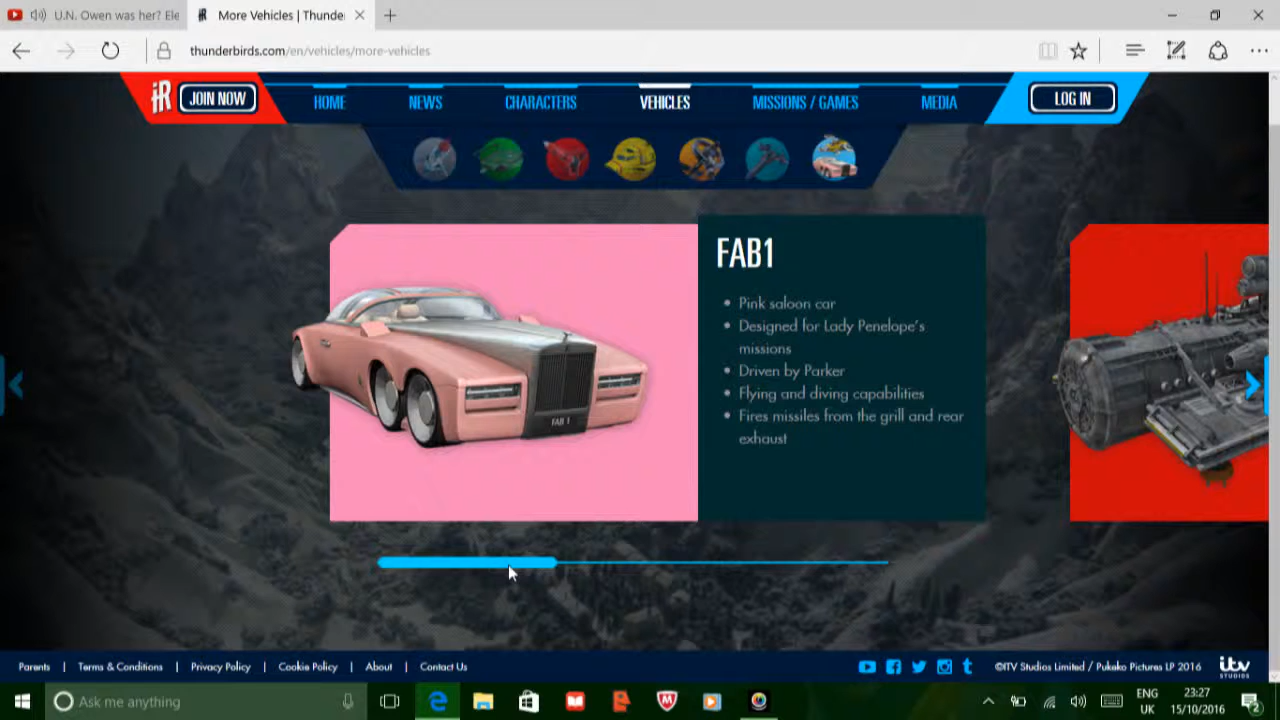 U.N. Owen was her? Ele
More Vehicles | Thunde
thunderbirds.com/en/vehicles/more-vehicles
iR
JOIN NOW
HOME
NEWS
CHARACTERS
VEHICLES
MISSIONS / GAMES
MEDIA
LOG IN
FAB1
• Pink saloon car
• Designed for Lady Penelope's
missions
• Driven by Parker
• Flying and diving capabilities
• Fires missiles from the grill and rear
exhaust
FAB 1
Parents | Terms & Conditions | Privacy Policy | Cookie Policy | About | Contact Us
©ITV Studios Limited / Pukeko Pictures LP 2016
itv
STUDIOS
Ask me anything
ENG
UK
23:27
15/10/2016
2